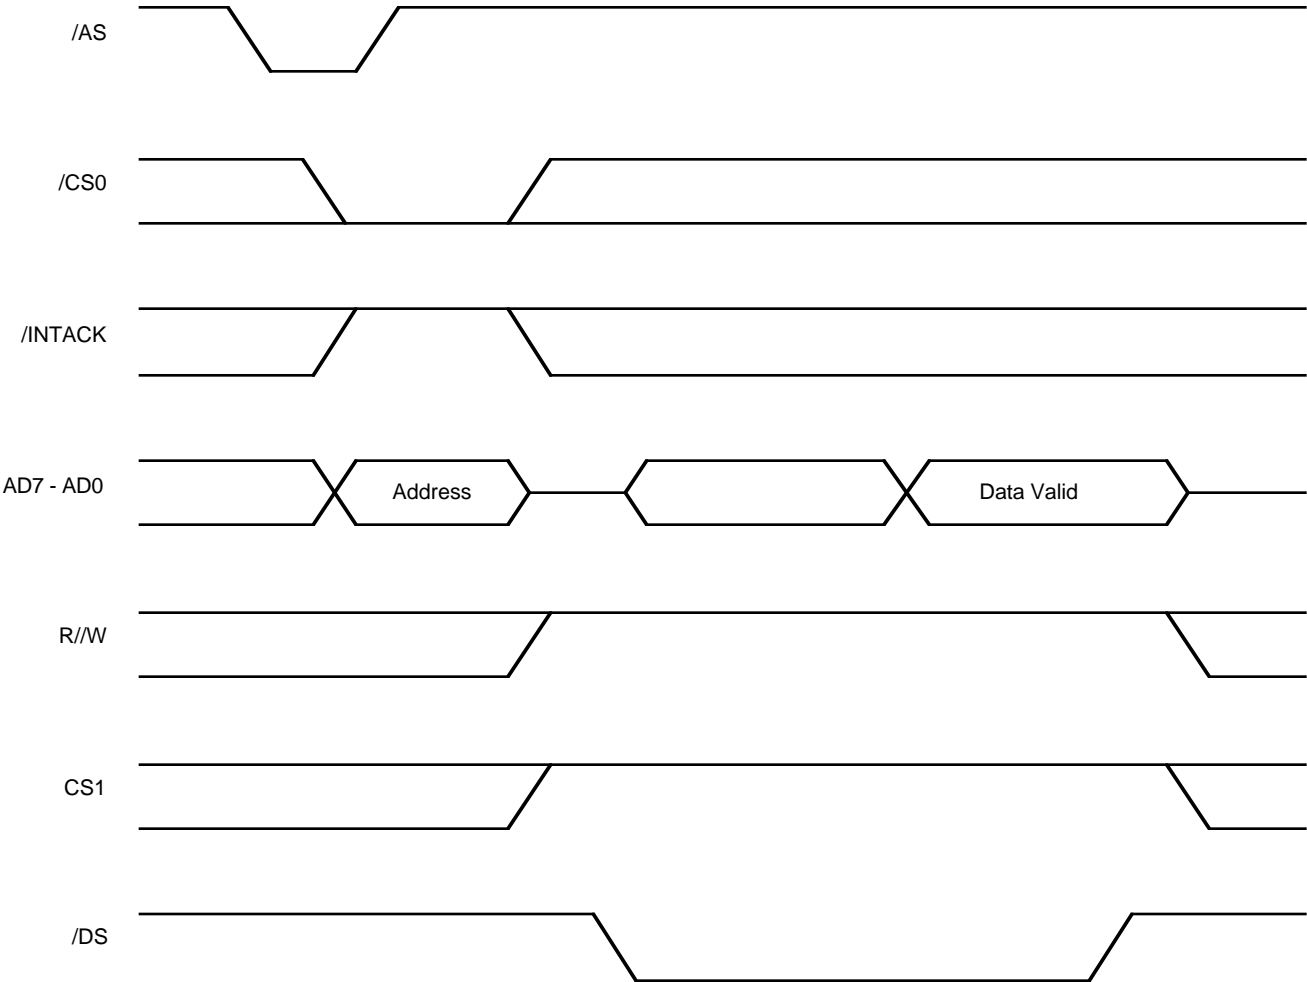 /AS
/CS0
/INTACK
AD7 - AD0
Address
Data Valid
R//W
CS1
/DS